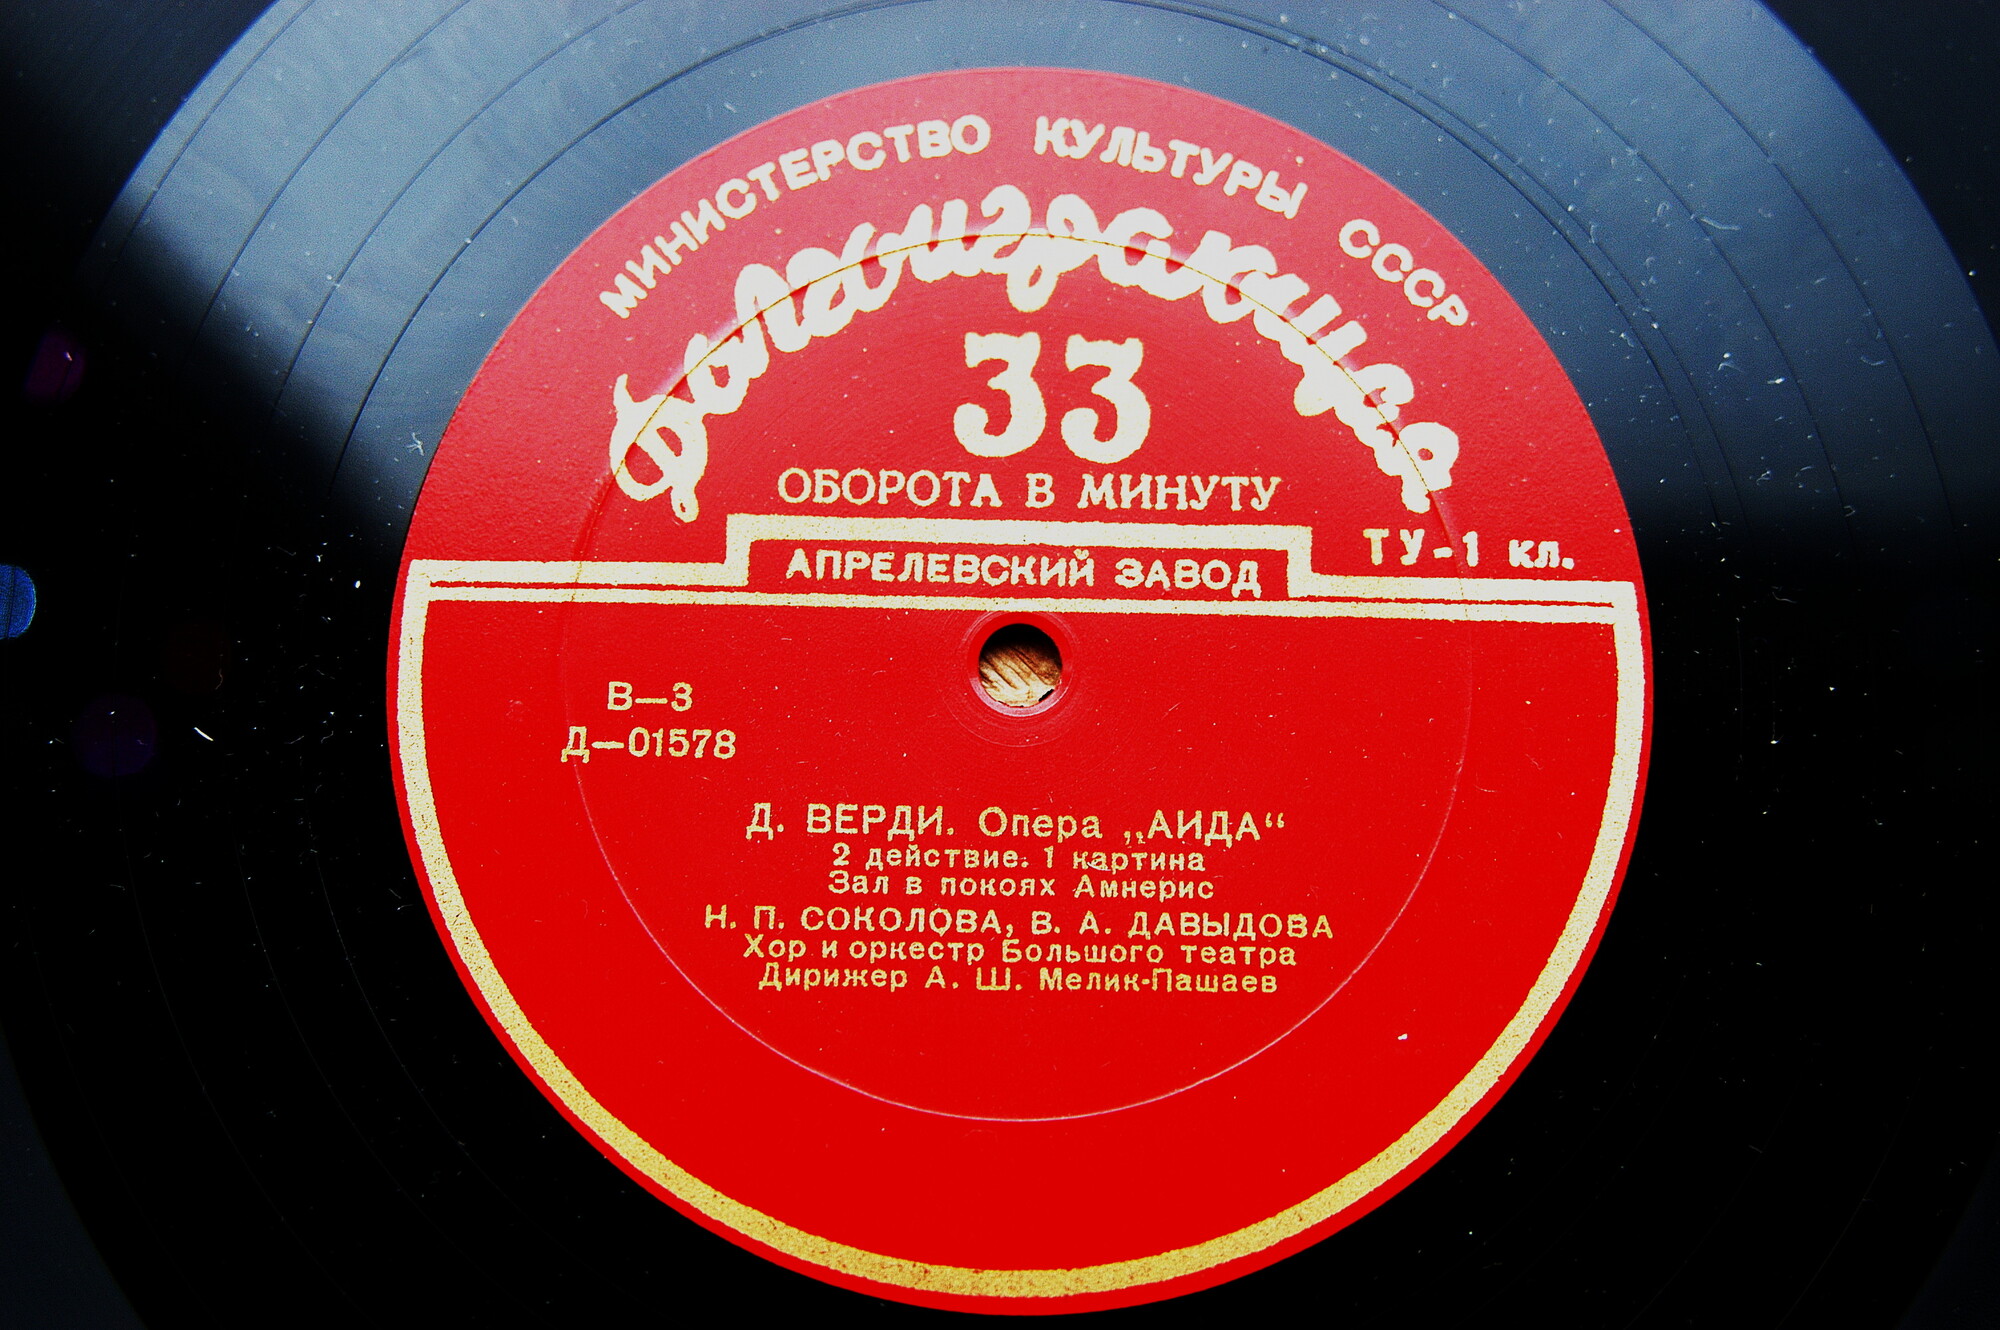 МИНИСТЕРСТВО КУЛЬТУРЫ СССР
Долгоиграющая
33
ОБОРОТА В МИНУТУ
ТУ-1 кл.
АПРЕЛЕВСКИЙ ЗАВОД
В—3
Д—01578
Д. ВЕРДИ. Опера „АИДА“
2 действие. 1 картина
Зал в покоях Амнерис
Н. П. СОКОЛОВА, В. А. ДАВЫДОВА
Хор и оркестр Большого театра
Дирижер А. Ш. Мелик-Пашаев